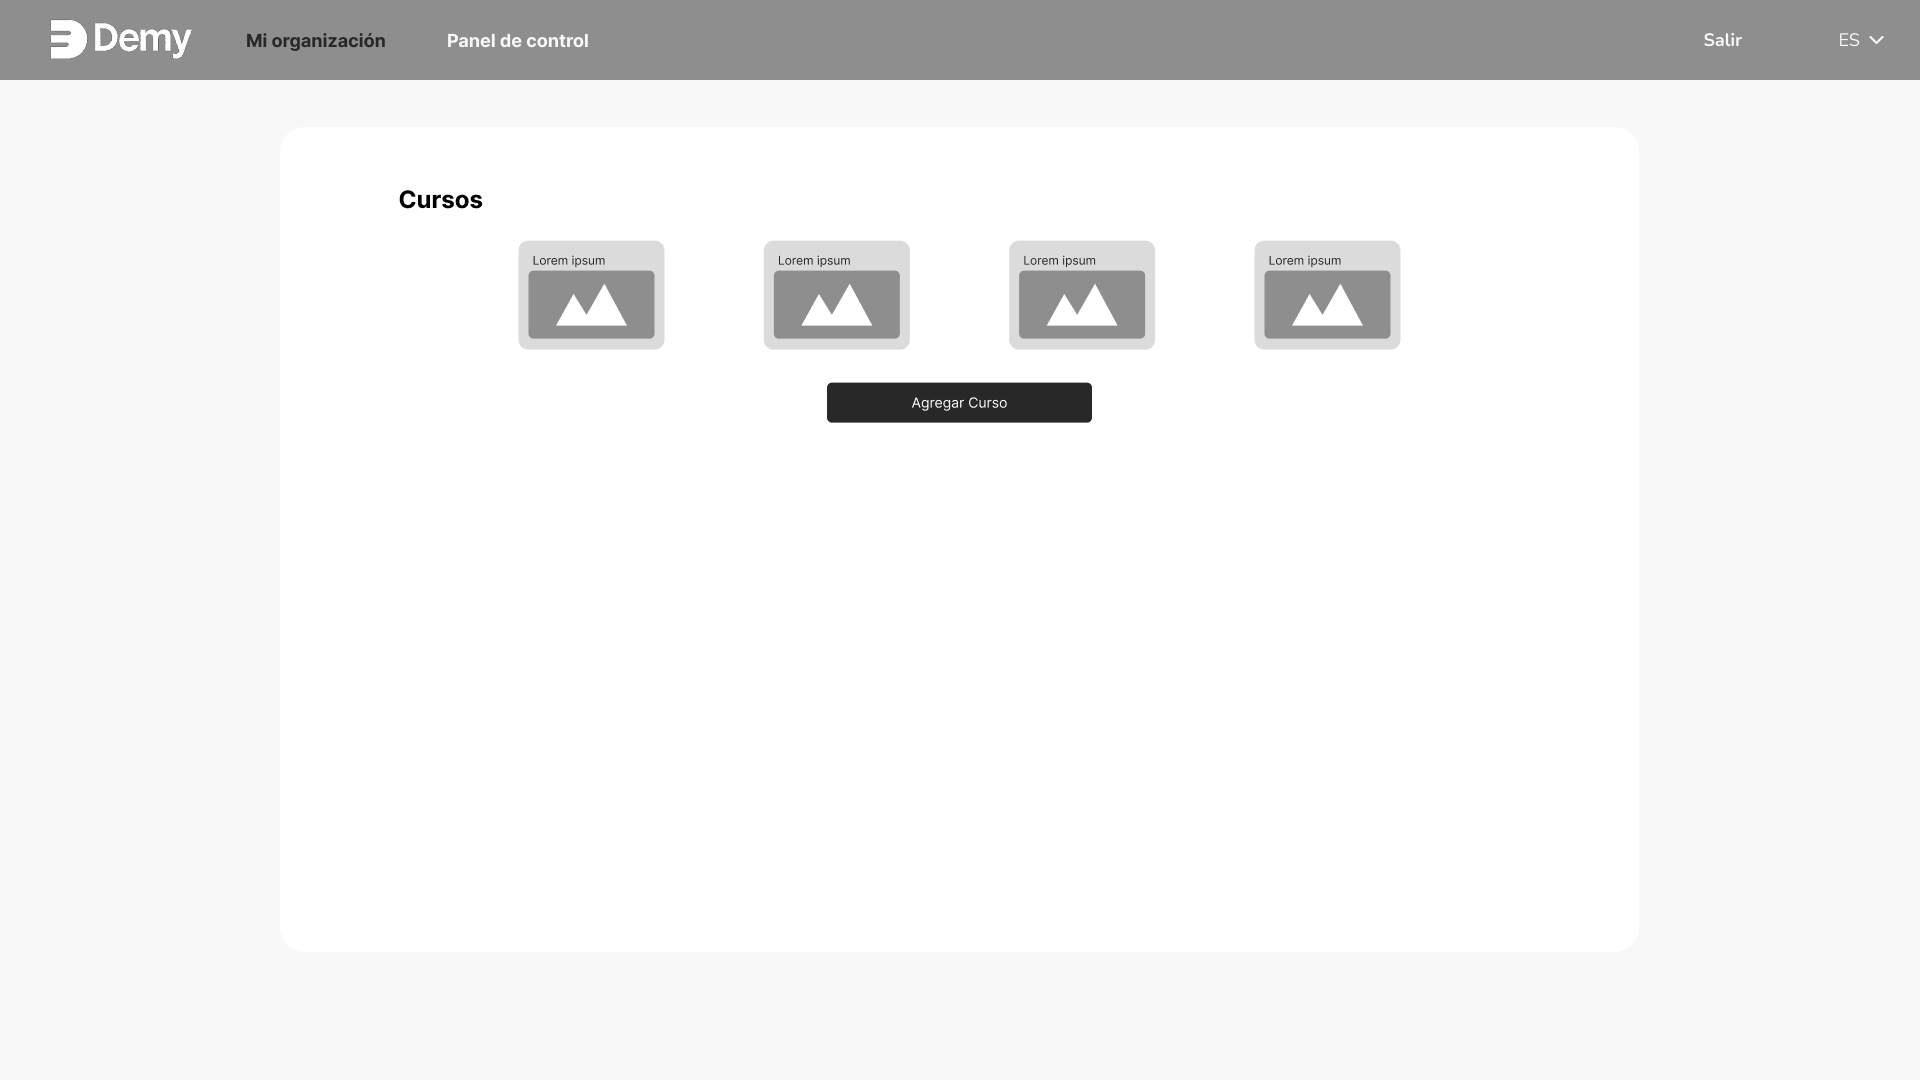 Demy
Mi organización
Panel de control
Salir
ES
Cursos
Lorem ipsum
Lorem ipsum
Lorem ipsum
Lorem ipsum
Agregar Curso